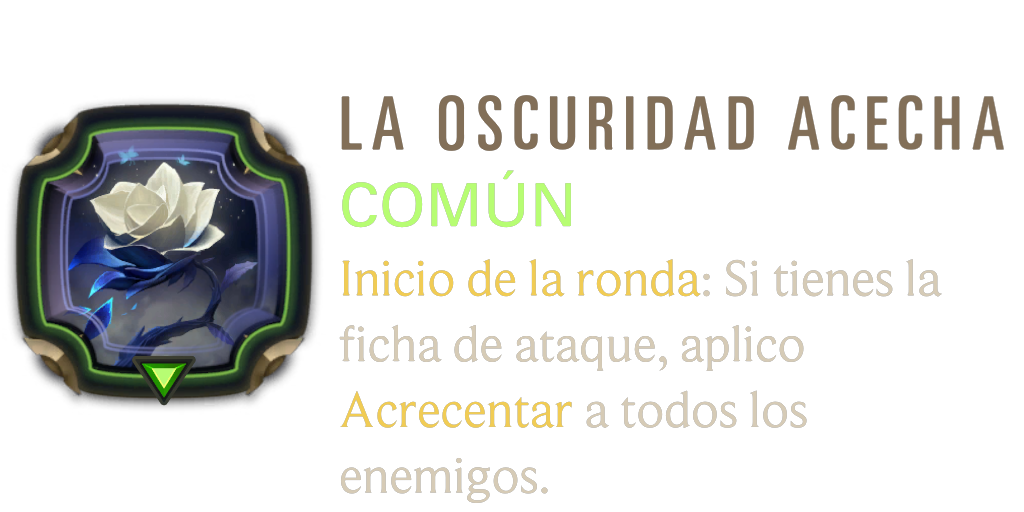 LA OSCURIDAD ACECHA
COMÚN
Inicio de la ronda: Si tienes la
ficha de ataque, aplico
Acrecentar a todos los
enemigos.